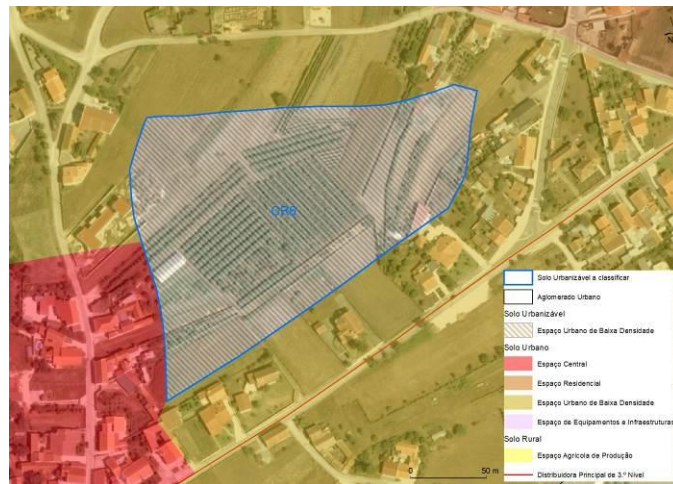 N
OR6
Solo Urbanizável a classificar
Aglomerado Urbano
Solo Urbanizável
Espaço Urbano de Baixa Densidade
Solo Urbano
Espaço Central
Espaço Residencial
Espaço Urbano de Baixa Densidade
Espaço de Equipamentos e Infraestruturas
Solo Rural
Espaço Agrícola de Produção
Distribuidora Principal de 3.º Nível
0 50 m